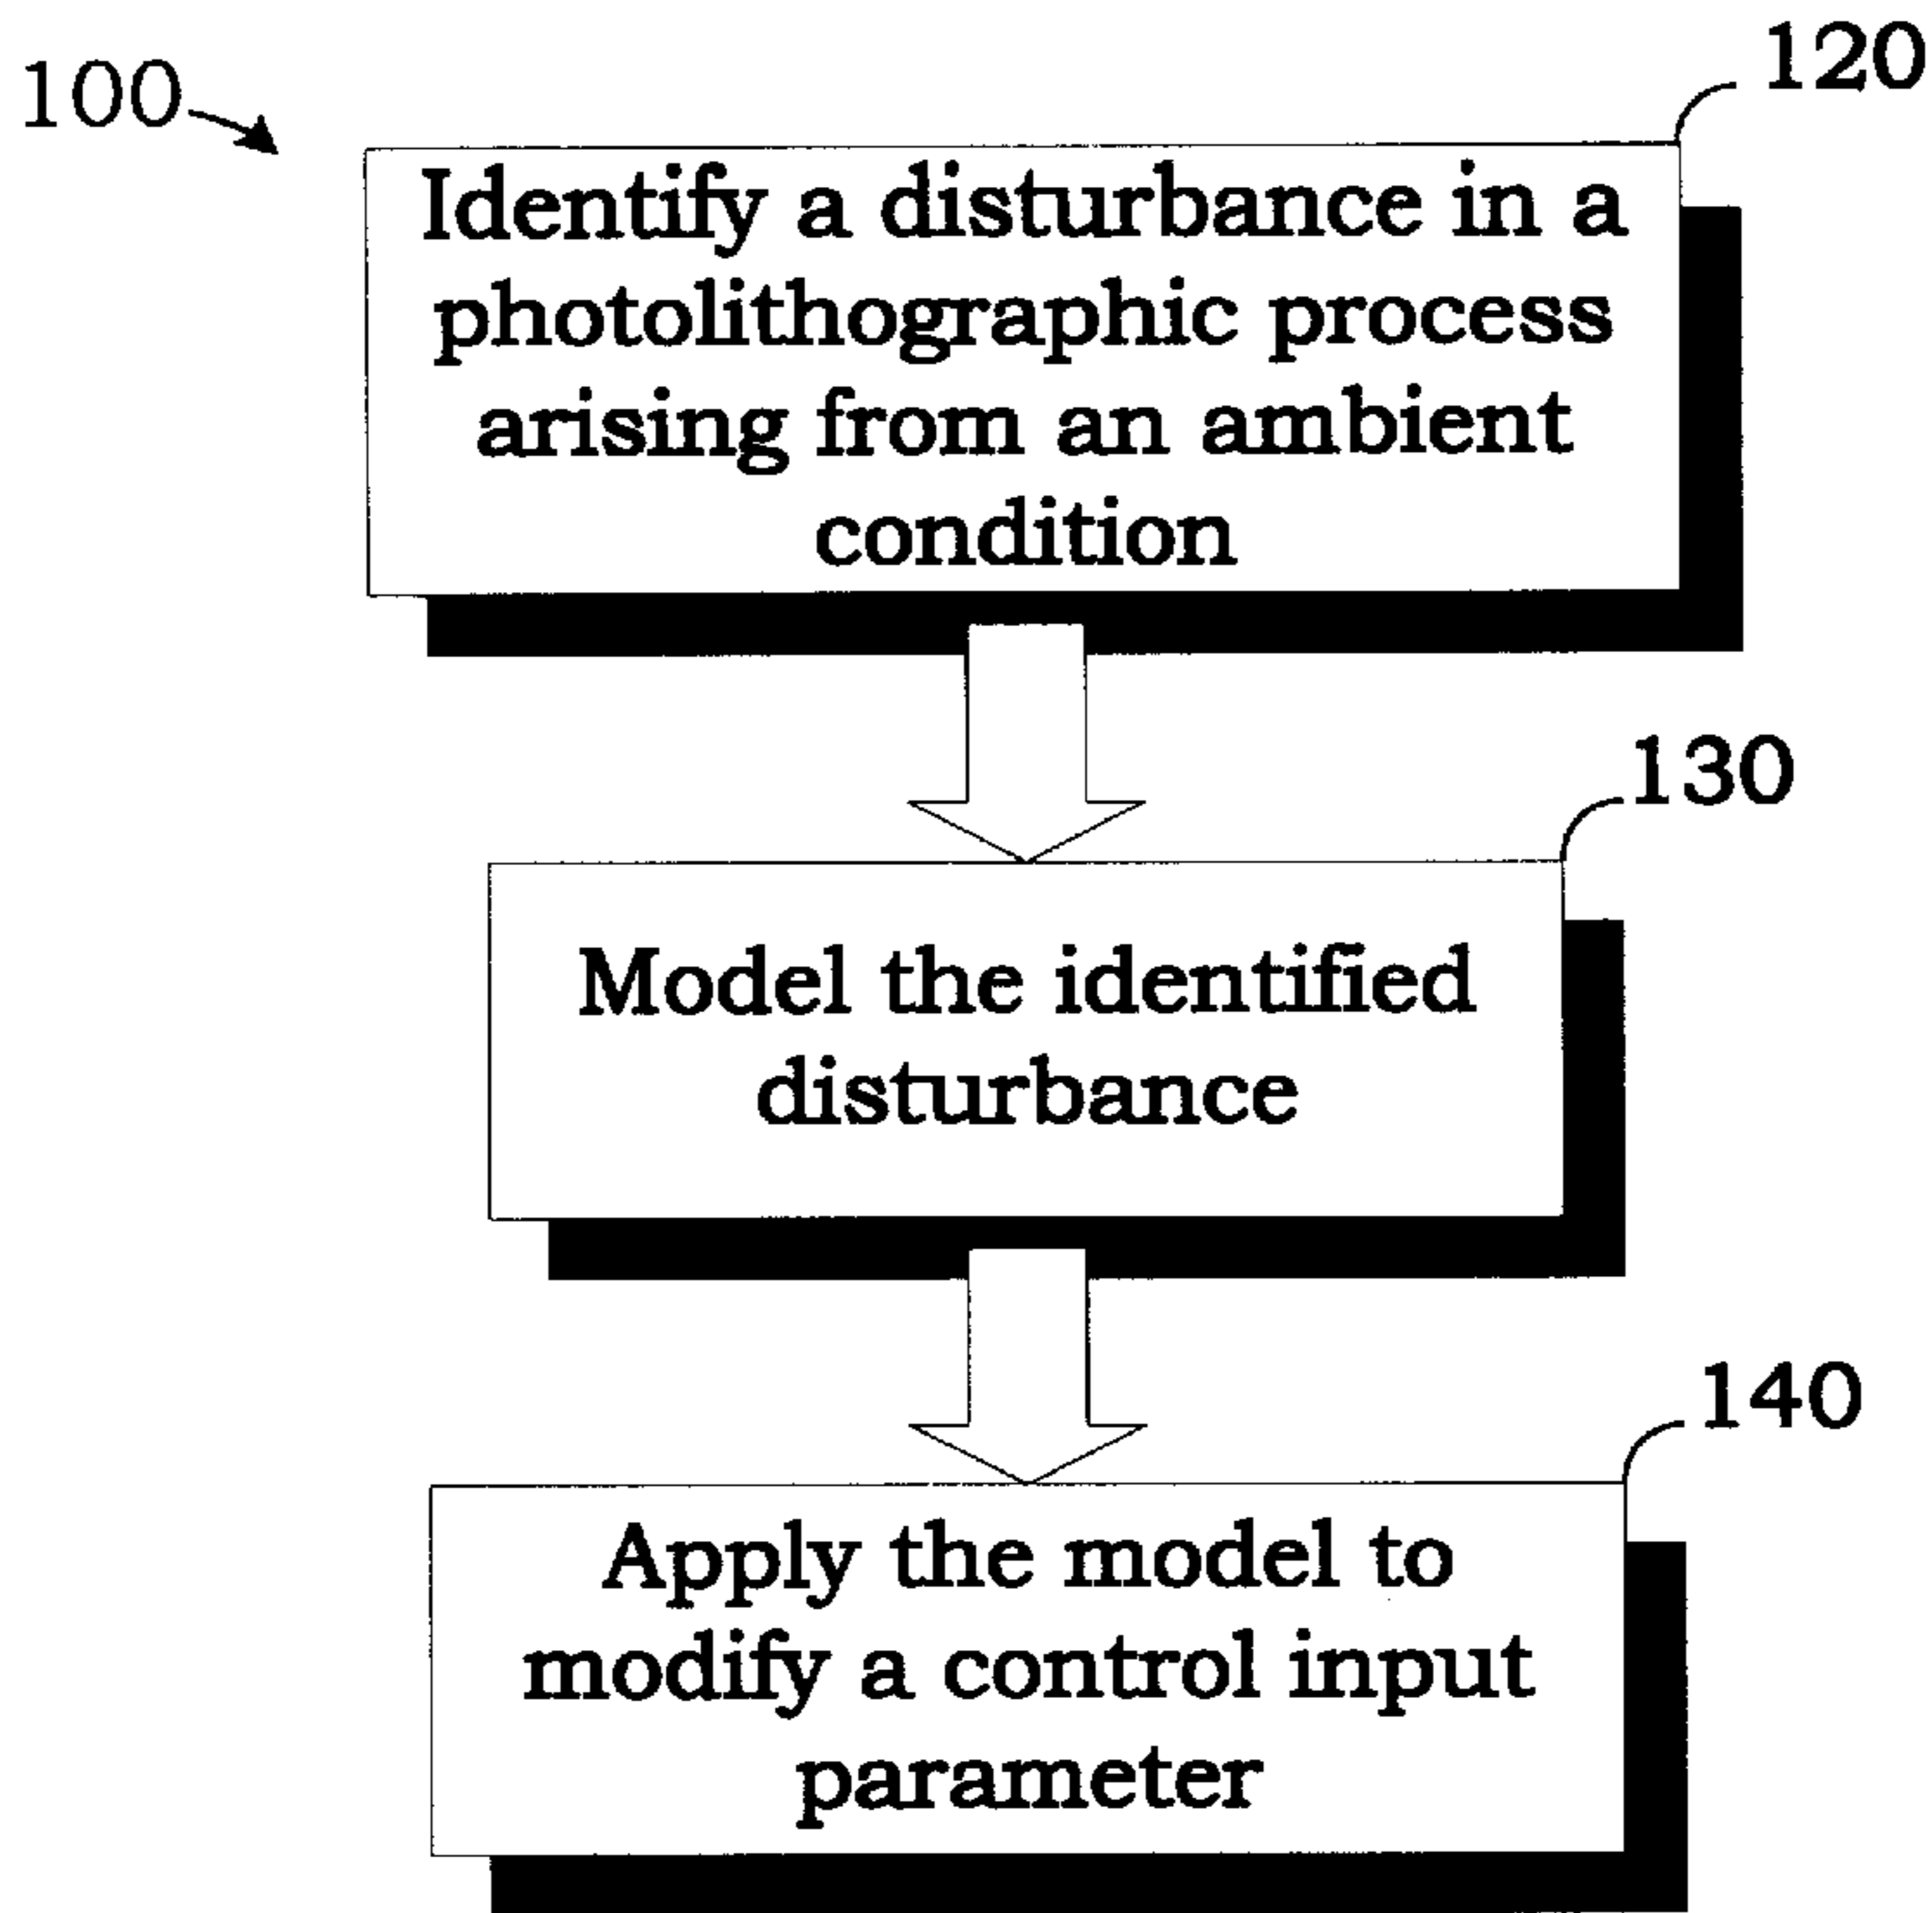 100
120
Identify a disturbance in a
photolithographic process
arising from an ambient
condition
130
Model the identified
disturbance
140
Apply the model to
modify a control input
parameter